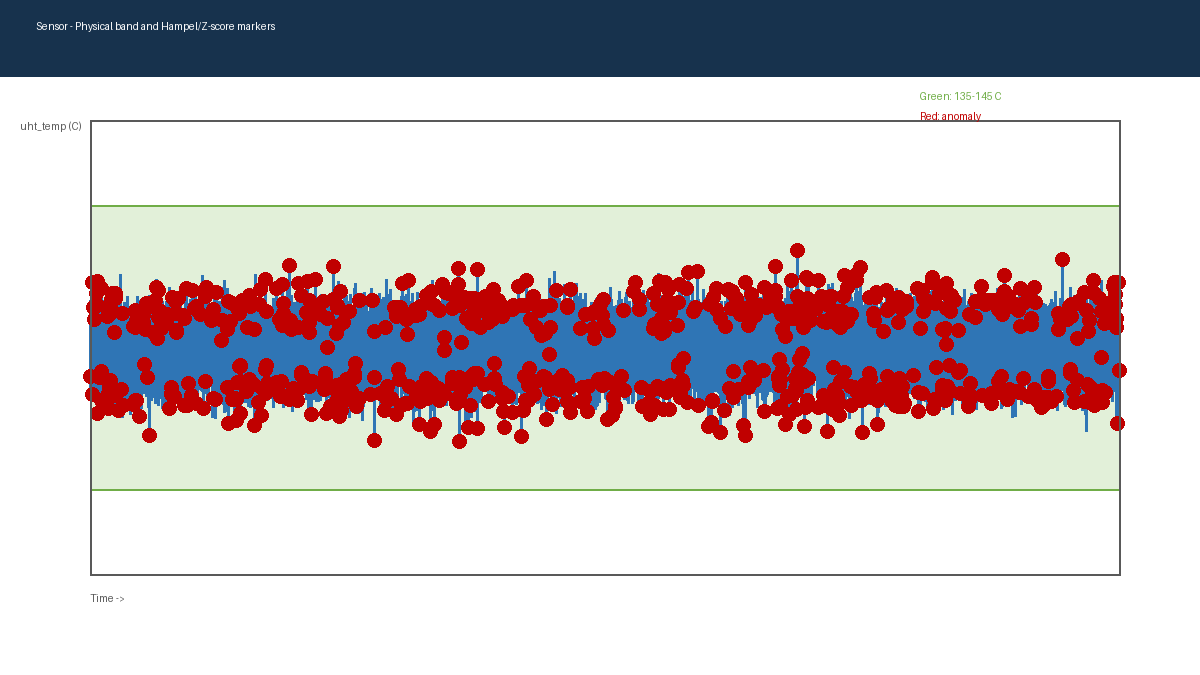 Sensor - Physical band and Hampel/Z-score markers
Green: 135-145 C
Red: anomaly
uht_temp (C)
Time ->